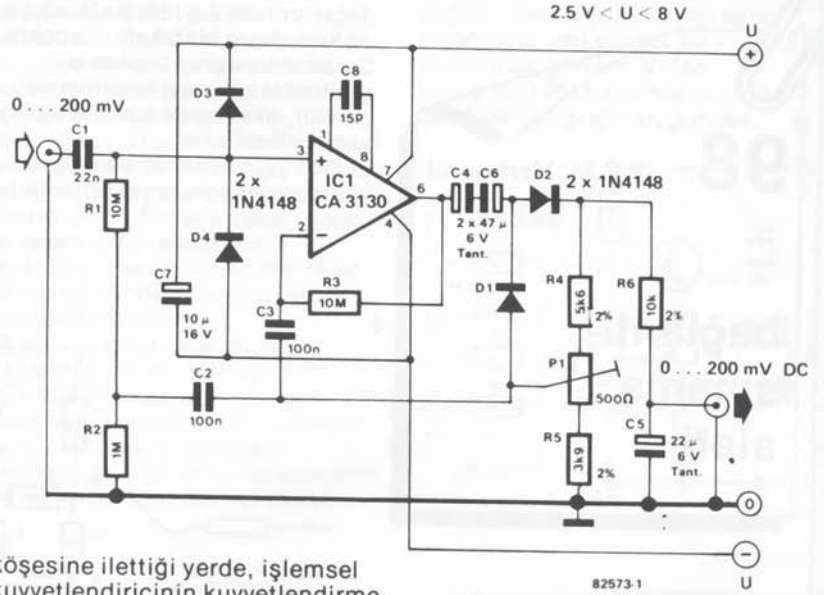 2.5 V < U < 8 V
U
+
0 ... 200 mV
D3
C8
15p
C1
22n
1
8
3
+
7
IC1
CA 3130
6
2
−
4
2 x
1N4148
R1
10M
C4 C6
2 x 47 µ
6 V
Tant.
D2
2 x 1N4148
D4
C7
10 µ
16 V
R3
10M
C3
100n
D1
R4
5k6
2%
R6
10k
2%
C2
100n
P1
500Ω
0 ... 200 mV DC
R2
1M
R5
3k9
2%
C5
22 µ
6 V
Tant.
0
−
U
82573-1
köşesine ilettiği yerde, işlemsel
kuvvetlendiricinin kuvvetlendirme